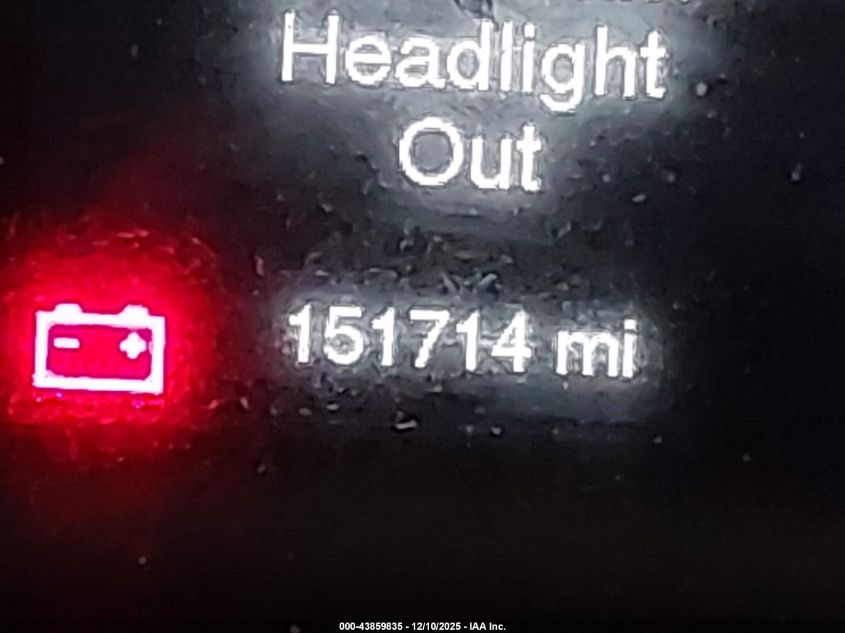 Headlight
Out
151714 mi
000-43859835 - 12/10/2025 - IAA Inc.